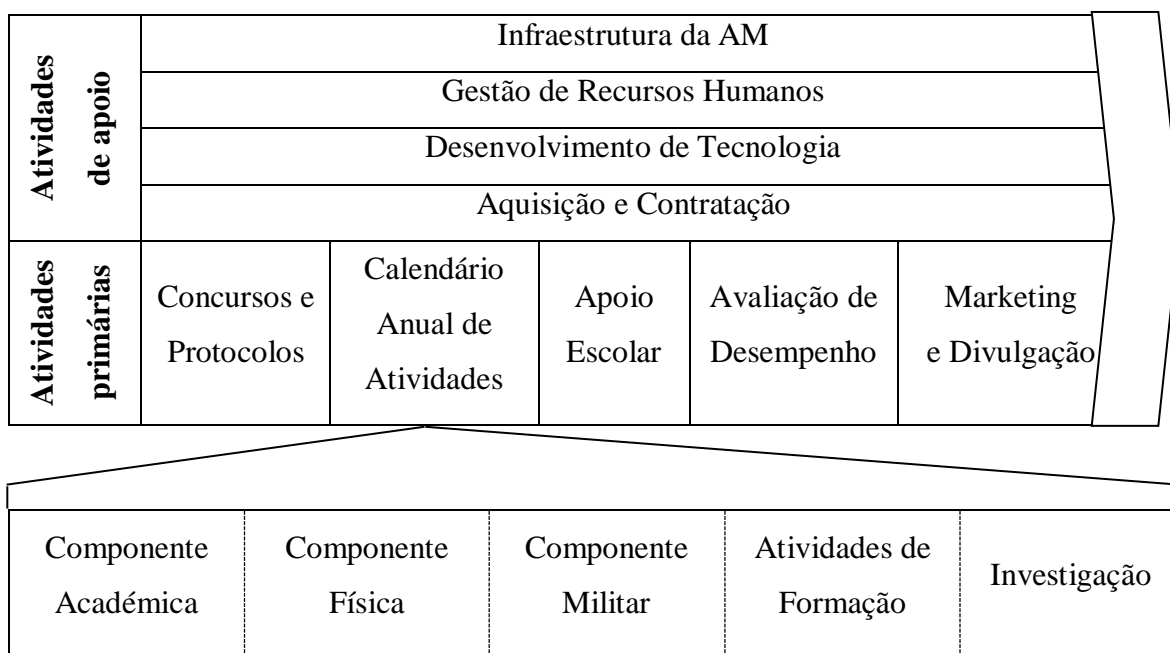 Atividades
de apoio
Infraestrutura da AM
Gestão de Recursos Humanos
Desenvolvimento de Tecnologia
Aquisição e Contratação
Atividades
primárias
Concursos e
Protocolos
Calendário
Anual de
Atividades
Apoio
Escolar
Avaliação de
Desempenho
Marketing
e Divulgação
Componente
Académica
Componente
Física
Componente
Militar
Atividades de
Formação
Investigação